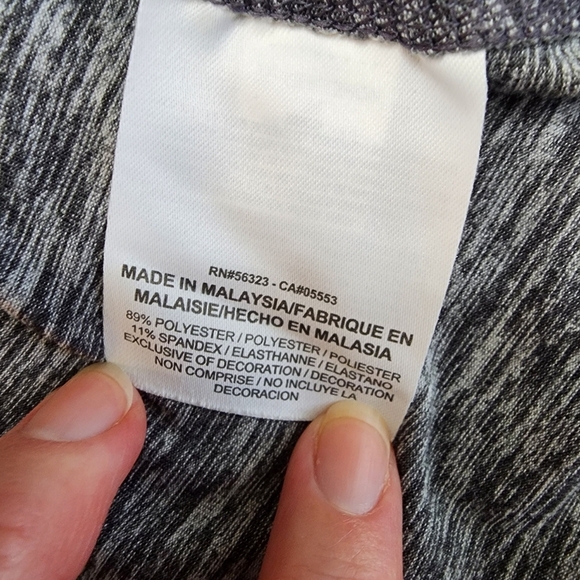 RN#56323 - CA#05553
MADE IN MALAYSIA/FABRIQUE EN
MALAISIE/HECHO EN MALASIA
89% POLYESTER / POLYESTER / POLIESTER
11% SPANDEX / ELASTHANNE / ELASTANO
EXCLUSIVE OF DECORATION / DECORATION
NON COMPRISE / NO INCLUYE LA
DECORACION